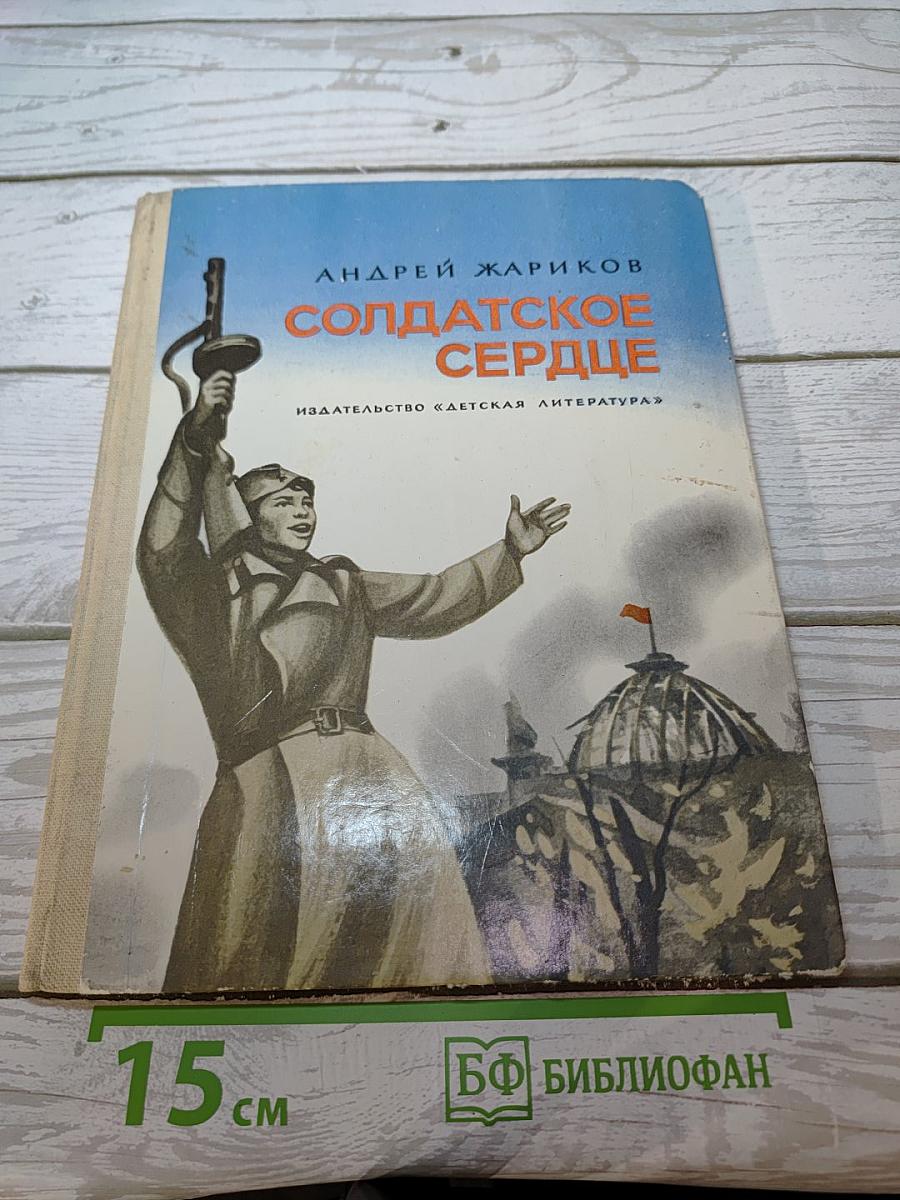 АНДРЕЙ ЖАРИКОВ
СОЛДАТСКОЕ
СЕРДЦЕ
ИЗДАТЕЛЬСТВО «ДЕТСКАЯ ЛИТЕРАТУРА»
15 см
БФ БИБЛИОФАН